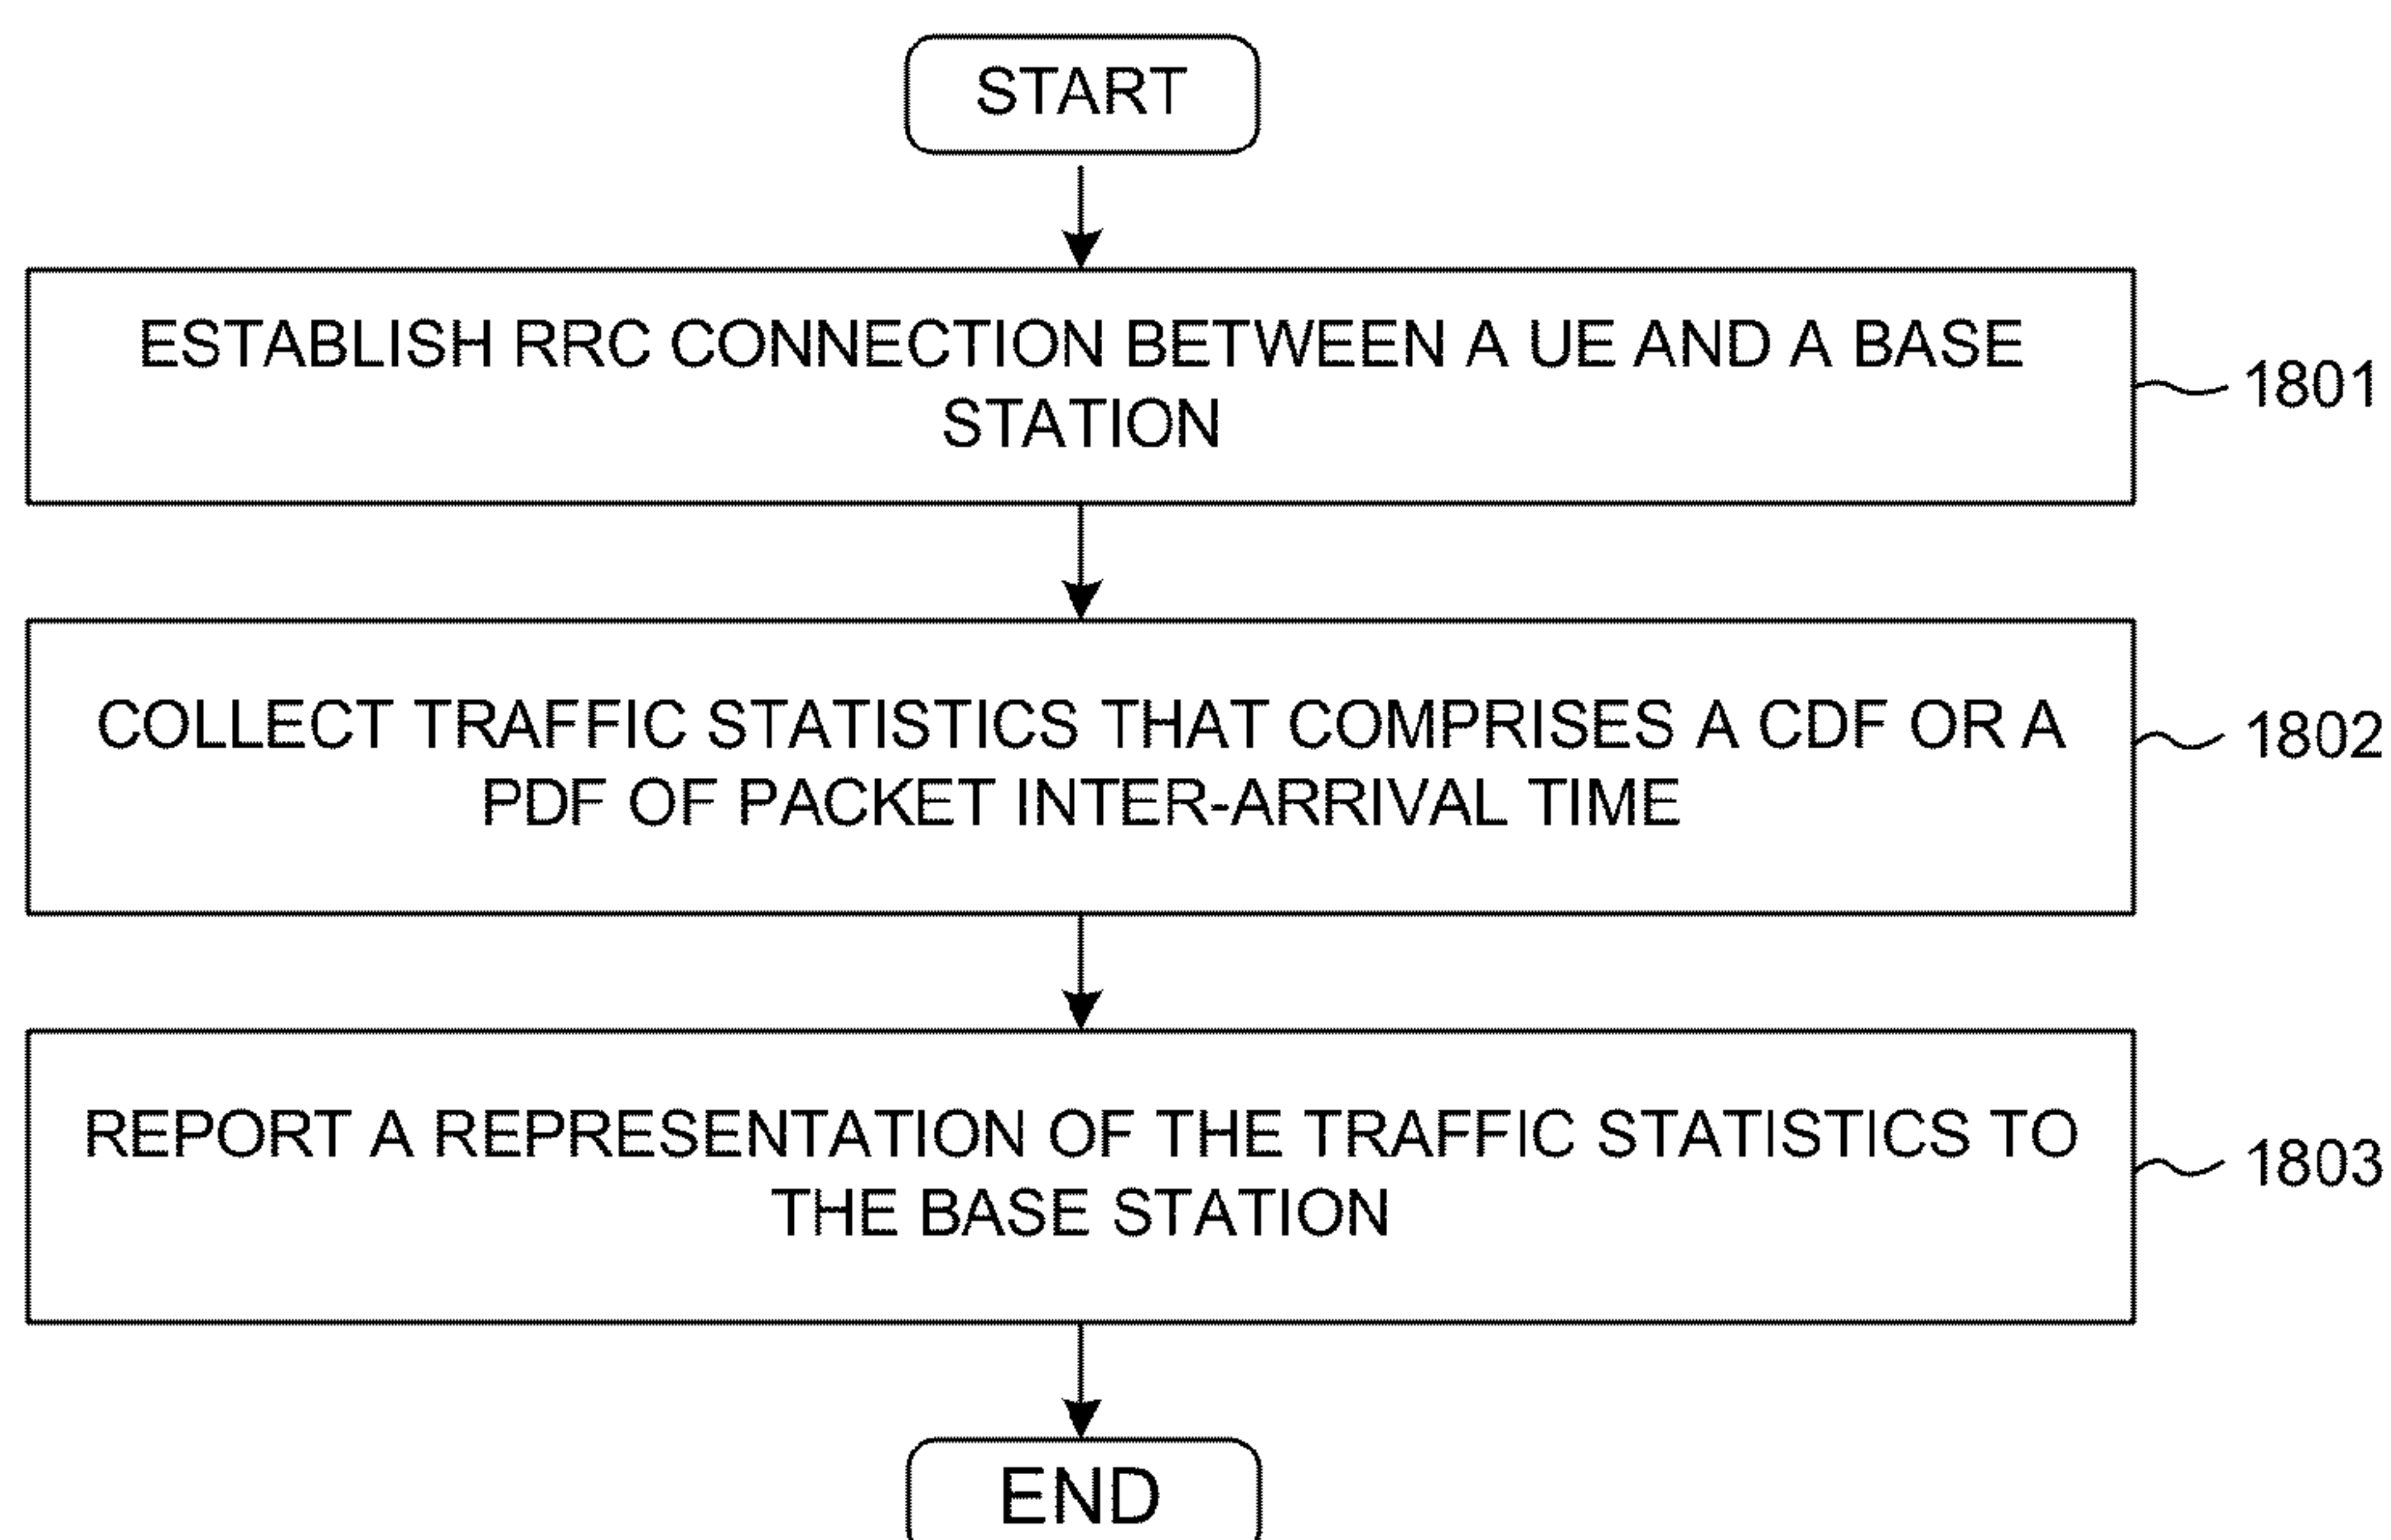 START
ESTABLISH RRC CONNECTION BETWEEN A UE AND A BASE
STATION
1801
COLLECT TRAFFIC STATISTICS THAT COMPRISES A CDF OR A
PDF OF PACKET INTER-ARRIVAL TIME
1802
REPORT A REPRESENTATION OF THE TRAFFIC STATISTICS TO
THE BASE STATION
1803
END